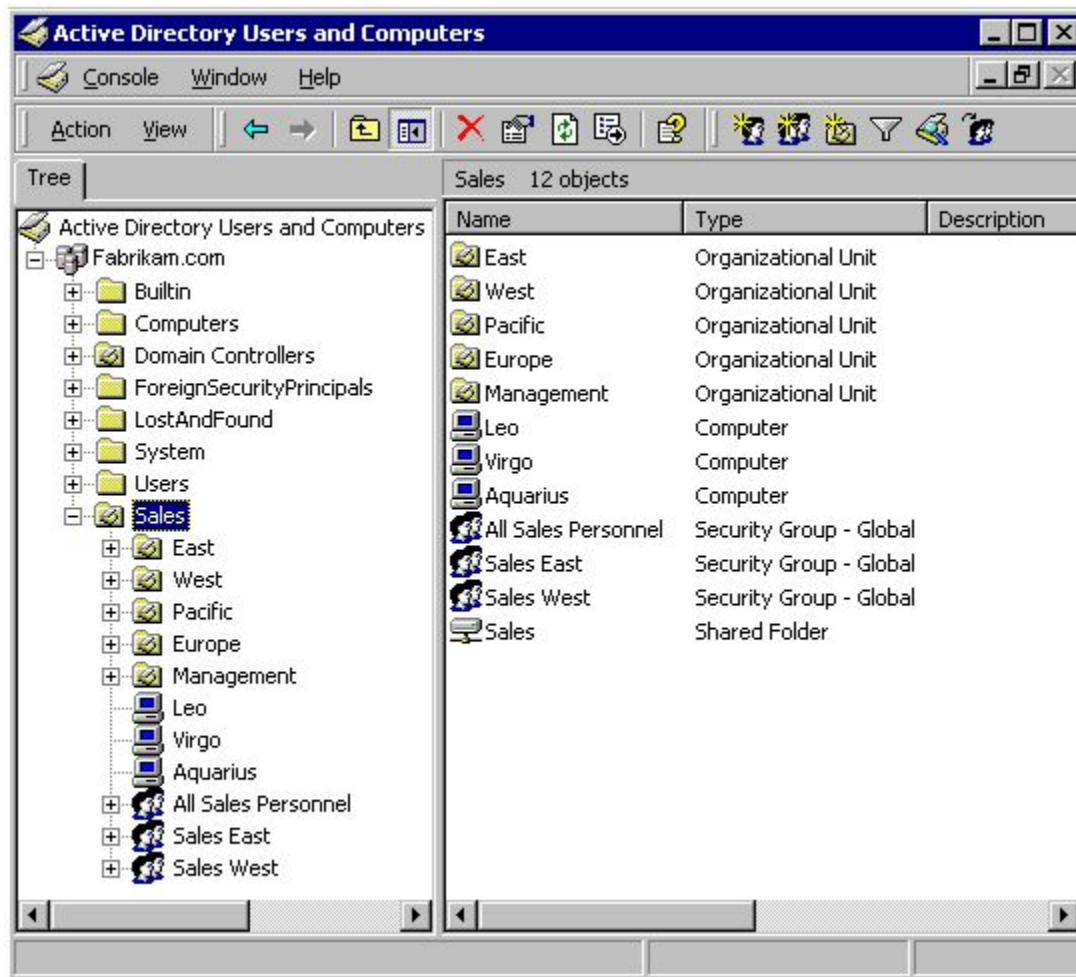 Active Directory Users and Computers
Console Window Help
Action View
Tree
Sales 12 objects
Active Directory Users and Computers
Fabrikam.com
Builtin
Computers
Domain Controllers
ForeignSecurityPrincipals
LostAndFound
System
Users
Sales
East
West
Pacific
Europe
Management
Leo
Virgo
Aquarius
All Sales Personnel
Sales East
Sales West
Name Type Description
East Organizational Unit
West Organizational Unit
Pacific Organizational Unit
Europe Organizational Unit
Management Organizational Unit
Leo Computer
Virgo Computer
Aquarius Computer
All Sales Personnel Security Group - Global
Sales East Security Group - Global
Sales West Security Group - Global
Sales Shared Folder